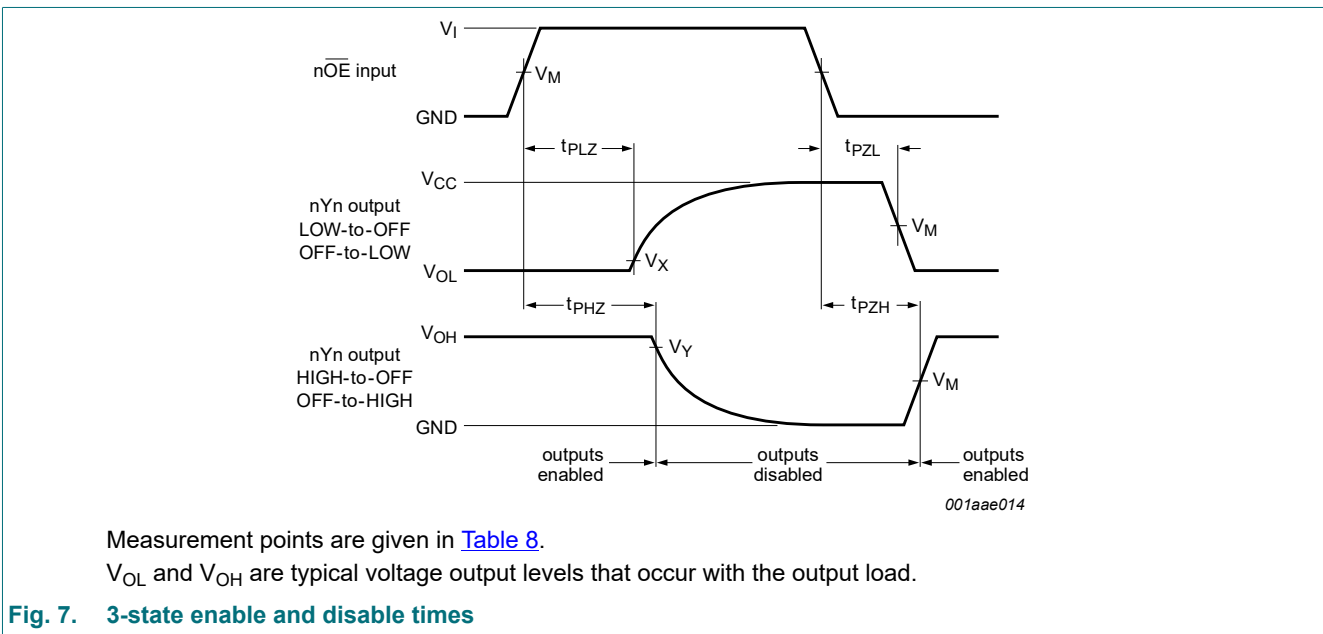 V_I
nO̅E̅ input
V_M
GND
t_PLZ
t_PZL
V_CC
nYn output
LOW-to-OFF
OFF-to-LOW
V_M
V_X
V_OL
t_PHZ
t_PZH
V_OH
V_Y
nYn output
HIGH-to-OFF
OFF-to-HIGH
V_M
GND
outputs
enabled
outputs
disabled
outputs
enabled
001aae014
Measurement points are given in Table 8.
V_OL and V_OH are typical voltage output levels that occur with the output load.
Fig. 7. 3-state enable and disable times